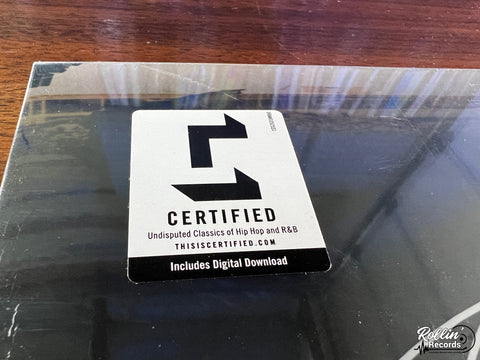 CERTIFIED
Undisputed Classics of Hip Hop and R&B
THISISCERTIFIED.COM
Includes Digital Download
Rollin'
Records